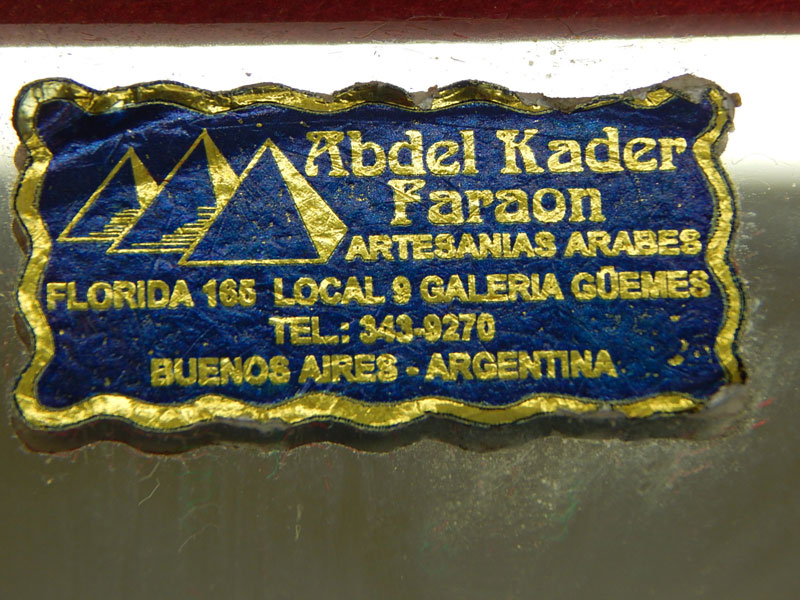 Abdel Kader
Faraon
ARTESANIAS ARABES
FLORIDA 165 LOCAL 9 GALERIA GÜEMES
TEL.: 343-9270
BUENOS AIRES - ARGENTINA